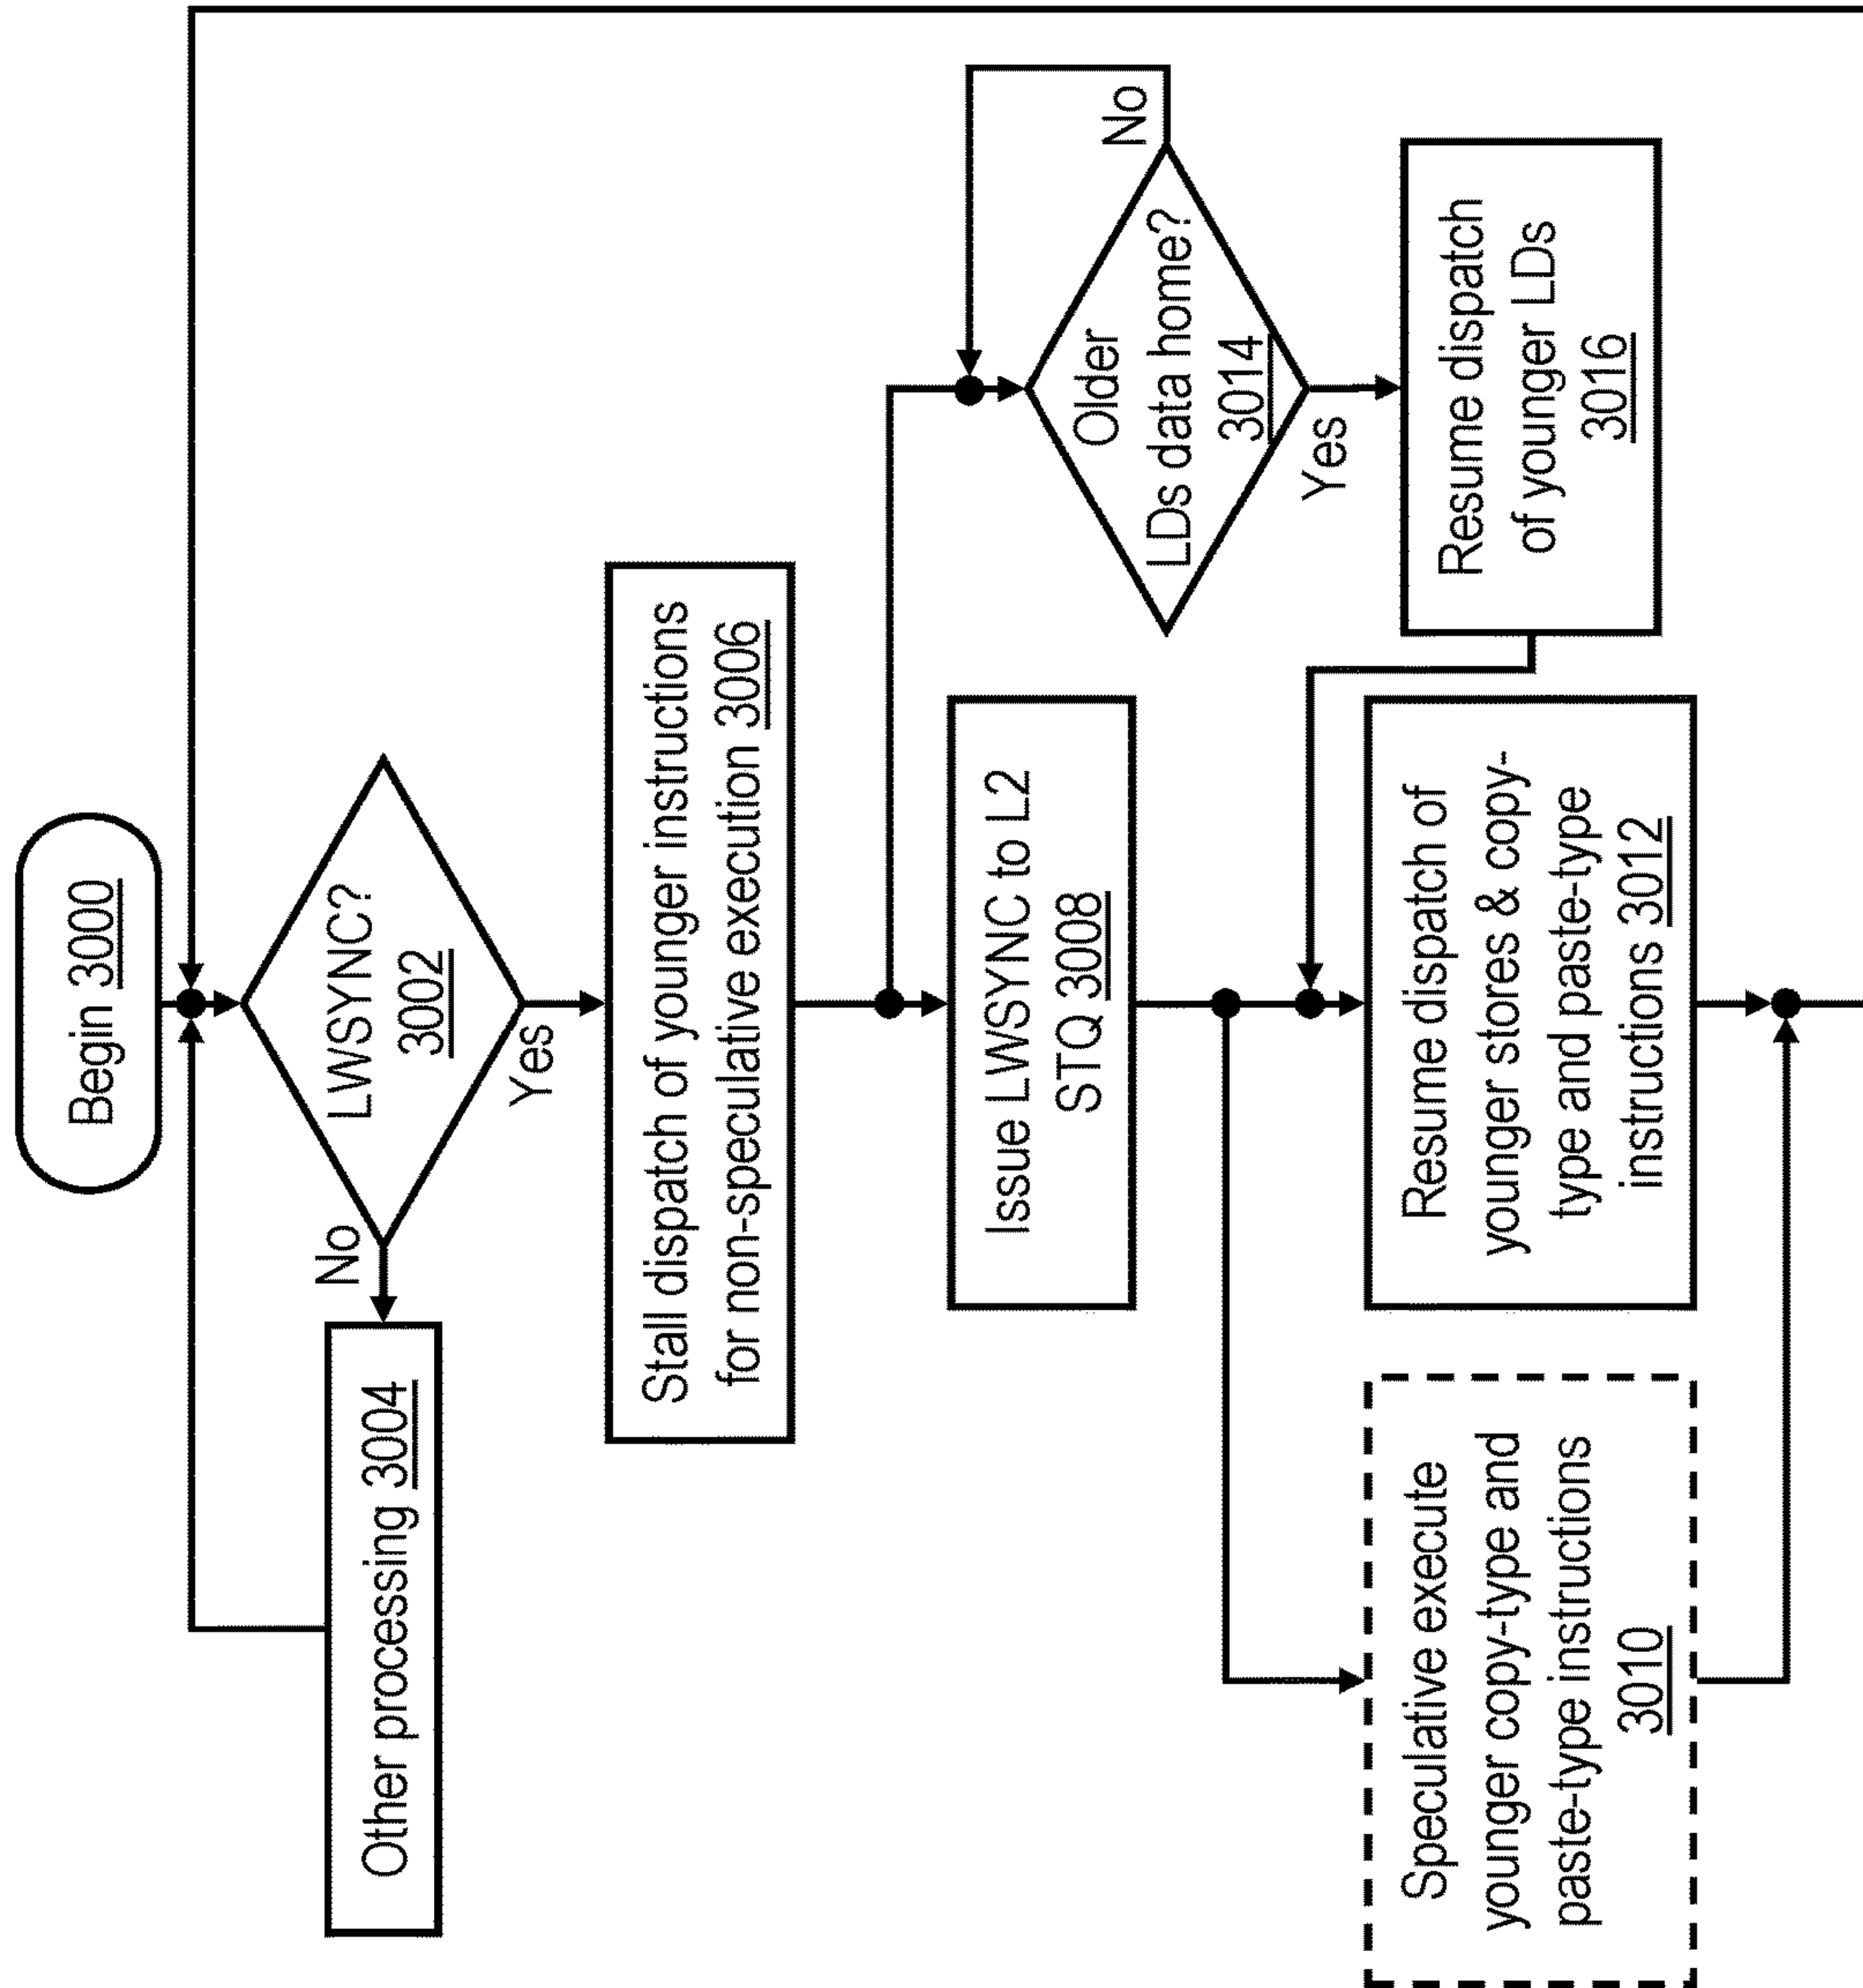 Begin 3000
LWSYNC?
3002
No
Yes
Other processing 3004
Stall dispatch of younger instructions
for non-speculative execution 3006
Issue LWSYNC to L2
STQ 3008
Older
LDs data home?
3014
No
Yes
Resume dispatch
of younger LDs
3016
Speculative execute
younger copy-type and
paste-type instructions
3010
Resume dispatch of
younger stores & copy-
type and paste-type
instructions 3012